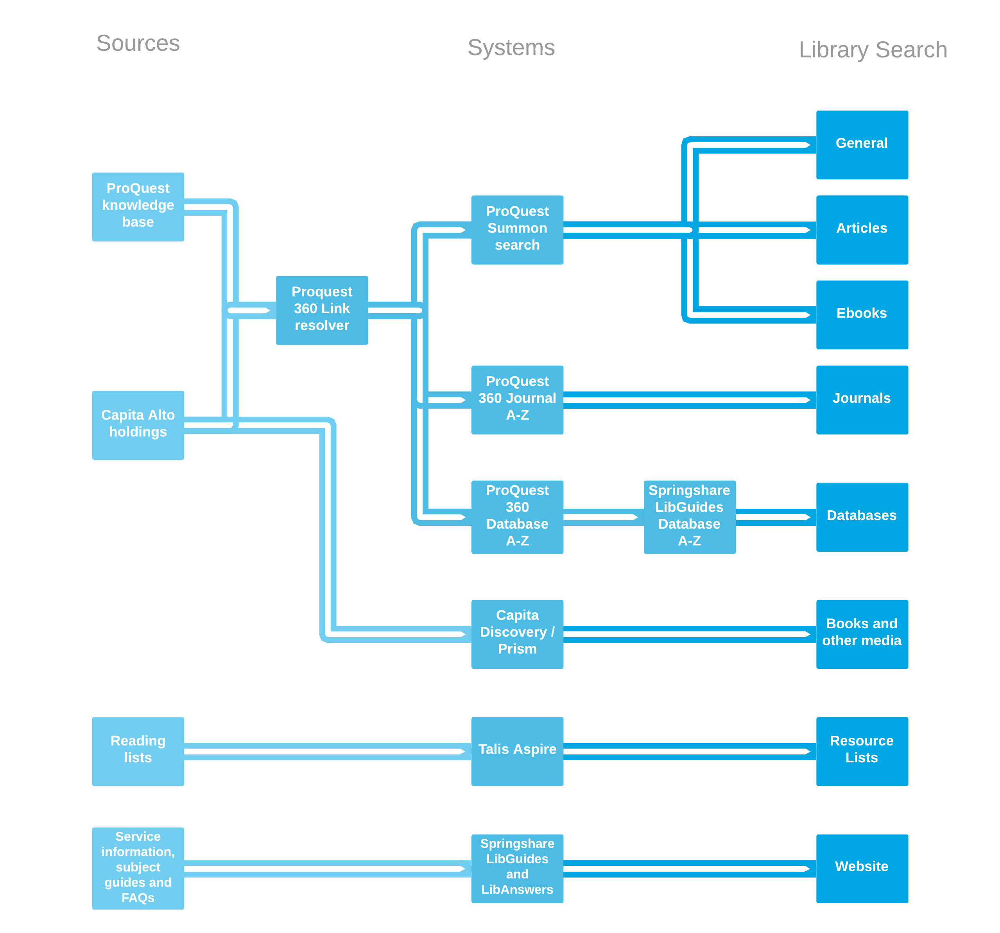 Sources
Systems
Library Search
General
ProQuest
knowledge
base
ProQuest
Summon
search
Articles
Proquest
360 Link
resolver
Ebooks
ProQuest
360 Journal
A-Z
Journals
Capita Alto
holdings
ProQuest
360
Database
A-Z
Springshare
LibGuides
Database
A-Z
Databases
Capita
Discovery /
Prism
Books and
other media
Reading
lists
Talis Aspire
Resource
Lists
Service
information,
subject
guides and
FAQs
Springshare
LibGuides
and
LibAnswers
Website